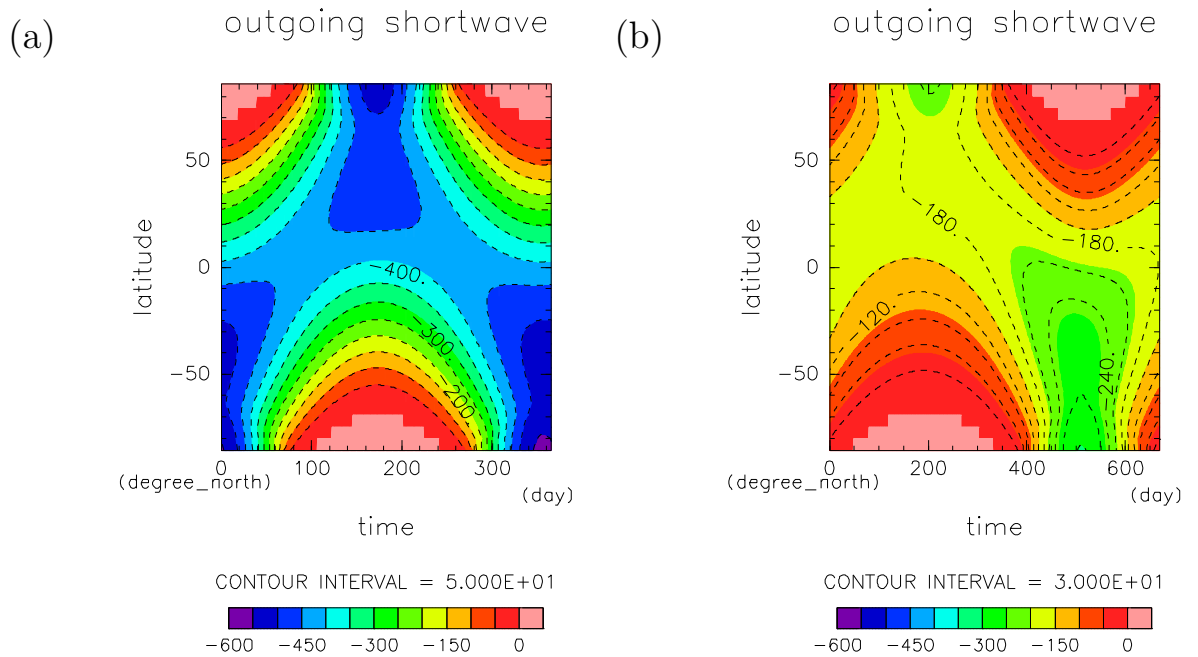 (a)
outgoing shortwave
latitude
50
0
−50
−400.
−300.
−200.
0
100
200
300
(degree_north)
(day)
time
CONTOUR INTERVAL = 5.000E+01
−600
−450
−300
−150
0
(b)
outgoing shortwave
latitude
50
0
−50
−180.
−180.
120.
−240.
0
200
400
600
(degree_north)
(day)
time
CONTOUR INTERVAL = 3.000E+01
−600
−450
−300
−150
0